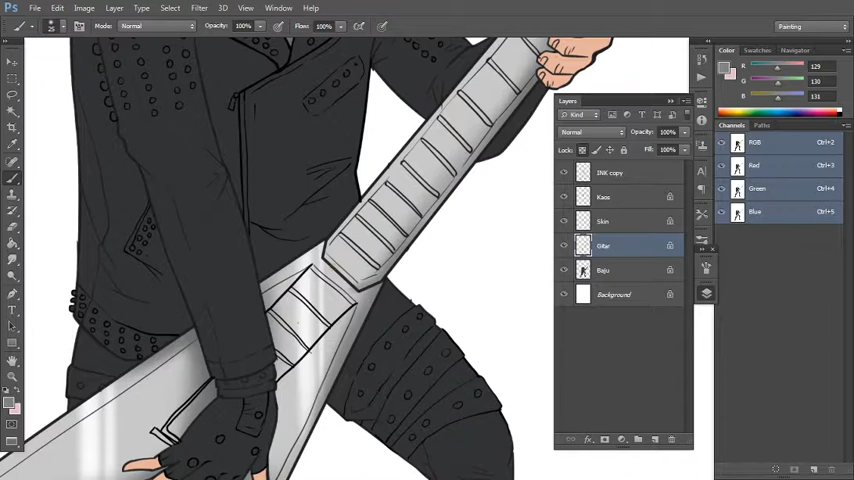 Ps File Edit Image Layer Type Select Filter 3D View Window Help
25 Mode: Normal Opacity: 100% Flow: 100% Painting
Color Swatches Navigator
R 129
G 130
B 131
Layers
Kind
Normal Opacity: 100%
Lock: Fill: 100%
INK copy
Kaos
Skin
Gitar
Baju
Background
fx
Channels Paths
RGB Ctrl+2
Red Ctrl+3
Green Ctrl+4
Blue Ctrl+5